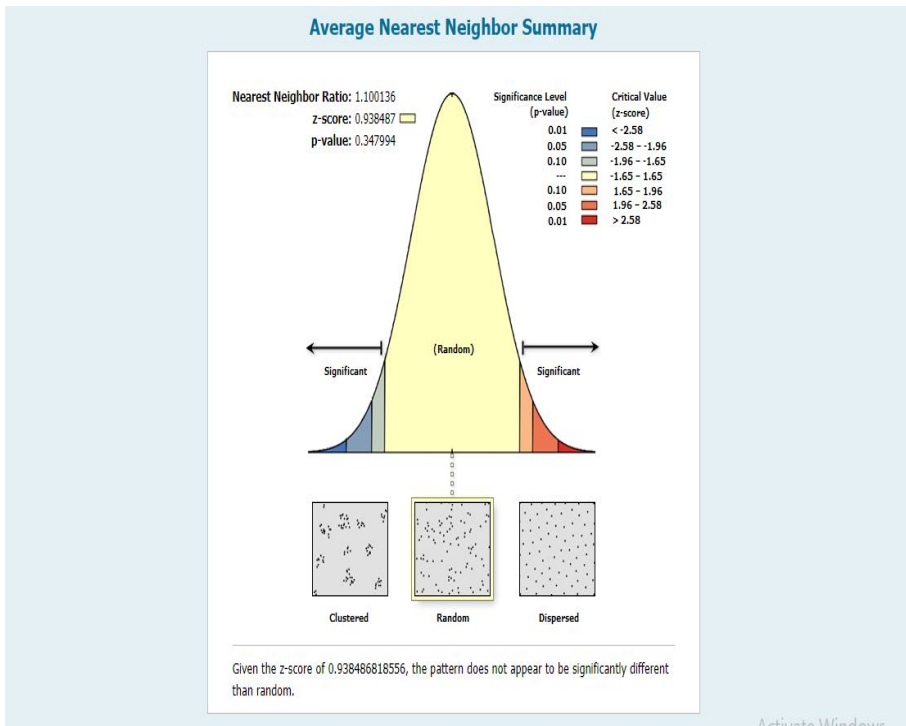 Average Nearest Neighbor Summary
Nearest Neighbor Ratio: 1.100136
z-score: 0.938487
p-value: 0.347994
Significance Level
(p-value)
Critical Value
(z-score)
0.01 < -2.58
0.05 -2.58 – -1.96
0.10 -1.96 – -1.65
--- -1.65 – 1.65
0.10 1.65 – 1.96
0.05 1.96 – 2.58
0.01 > 2.58
(Random)
Significant
Significant
Clustered
Random
Dispersed
Given the z-score of 0.938486818556, the pattern does not appear to be significantly different
than random.
Activate Windows